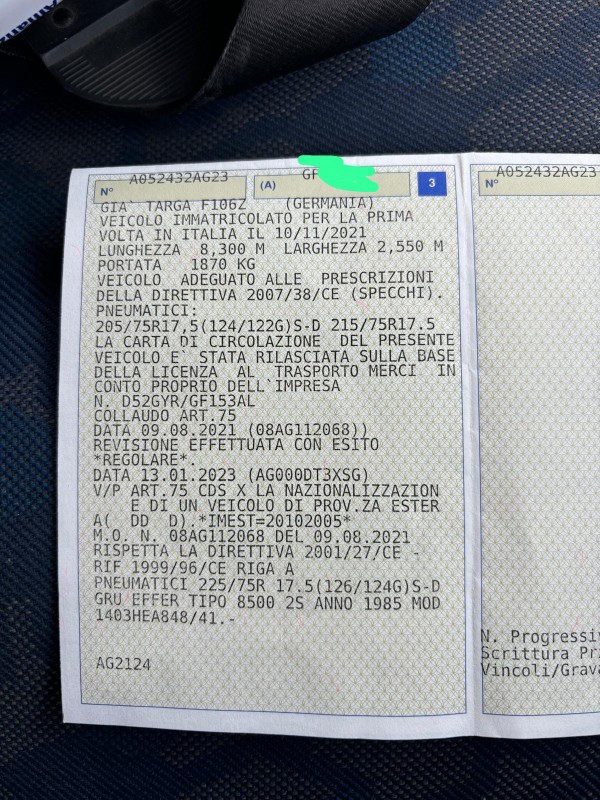 Allianz
A052432AG23
Nº
(A)
GF
3
A052432AG23
Nº
GIA` TARGA F106Z (GERMANIA)
VEICOLO IMMATRICOLATO PER LA PRIMA
VOLTA IN ITALIA IL 10/11/2021
LUNGHEZZA 8,300 M LARGHEZZA 2,550 M
PORTATA 1870 KG
VEICOLO ADEGUATO ALLE PRESCRIZIONI
DELLA DIRETTIVA 2007/38/CE (SPECCHI).
PNEUMATICI:
205/75R17,5(124/122G)S-D 215/75R17.5
LA CARTA DI CIRCOLAZIONE DEL PRESENTE
VEICOLO E` STATA RILASCIATA SULLA BASE
DELLA LICENZA AL TRASPORTO MERCI IN
CONTO PROPRIO DELL`IMPRESA
N. D52GYR/GF153AL
COLLAUDO ART.75
DATA 09.08.2021 (08AG112068))
REVISIONE EFFETTUATA CON ESITO
*REGOLARE*.
DATA 13.01.2023 (AG000DT3XSG)
V/P ART.75 CDS X LA NAZIONALIZZAZION
E DI UN VEICOLO DI PROV.ZA ESTER
A( DD D).*IMEST=20102005*
M.O. N. 08AG112068 DEL 09.08.2021
RISPETTA LA DIRETTIVA 2001/27/CE -
RIF 1999/96/CE RIGA A
PNEUMATICI 225/75R 17.5(126/124G)S-D
GRU EFFER TIPO 8500 2S ANNO 1985 MOD
1403HEA848/41.-
AG2124
N. Progressi
Scrittura Pr
Vincoli/Grava